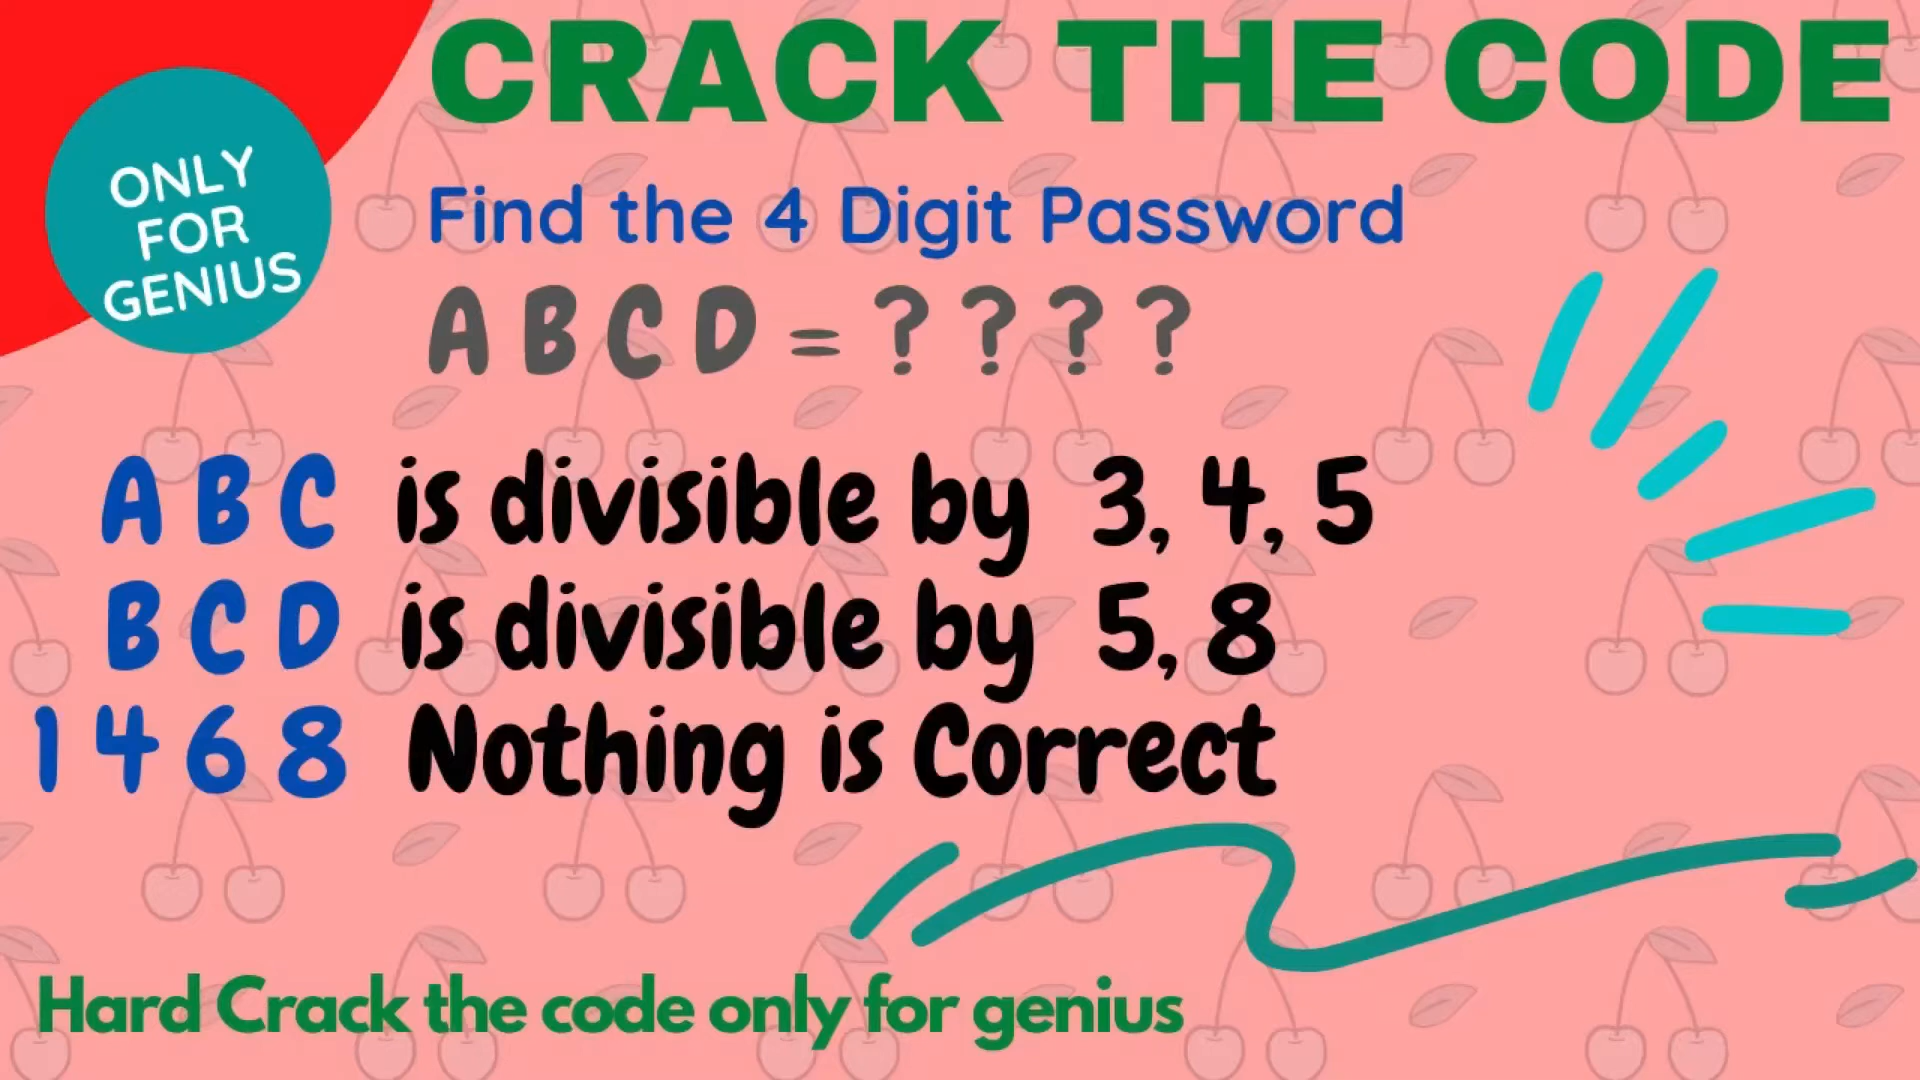 CRACK THE CODE
ONLY
FOR
GENIUS
Find the 4 Digit Password
A B C D = ? ? ? ?
A B C is divisible by 3, 4, 5
B C D is divisible by 5, 8
1 4 6 8 Nothing is Correct
Hard Crack the code only for genius